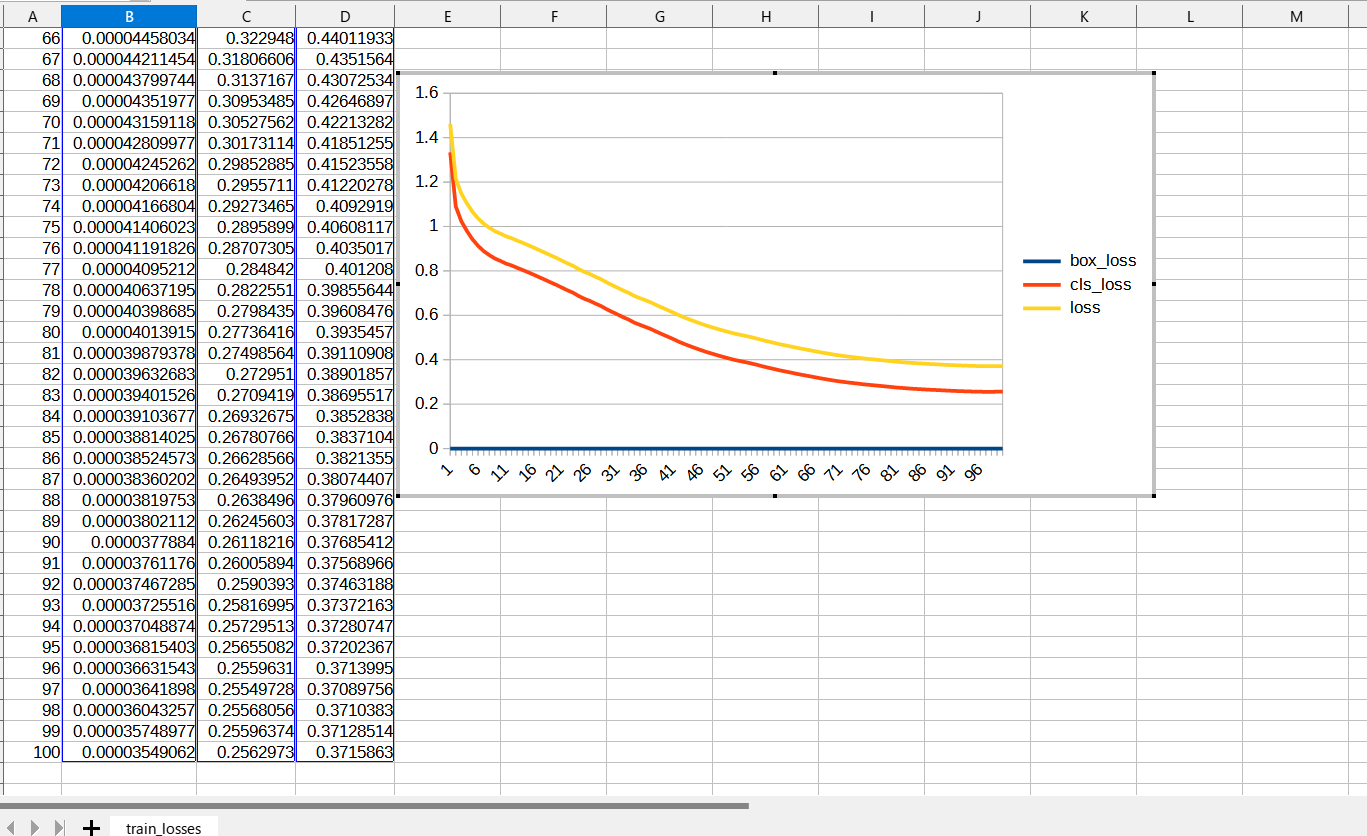 A B C D E F G H I J K L M
66 0.00004458034 0.322948 0.44011933
67 0.000044211454 0.31806606 0.4351564
68 0.000043799744 0.3137167 0.43072534
69 0.00004351977 0.30953485 0.42646897
70 0.000043159118 0.30527562 0.42213282
71 0.000042809977 0.30173114 0.41851255
72 0.00004245262 0.29852885 0.41523558
73 0.00004206618 0.2955711 0.41220278
74 0.00004166804 0.29273465 0.4092919
75 0.000041406023 0.2895899 0.40608117
76 0.000041191826 0.28707305 0.4035017
77 0.00004095212 0.284842 0.401208
78 0.000040637195 0.2822551 0.39855644
79 0.000040398685 0.2798435 0.39608476
80 0.00004013915 0.27736416 0.3935457
81 0.000039879378 0.27498564 0.39110908
82 0.000039632683 0.272951 0.38901857
83 0.000039401526 0.2709419 0.38695517
84 0.000039103677 0.26932675 0.3852838
85 0.000038814025 0.26780766 0.3837104
86 0.000038524573 0.26628566 0.3821355
87 0.000038360202 0.26493952 0.38074407
88 0.00003819753 0.2638496 0.37960976
89 0.00003802112 0.26245603 0.37817287
90 0.0000377884 0.26118216 0.37685412
91 0.00003761176 0.26005894 0.37568966
92 0.000037467285 0.2590393 0.37463188
93 0.00003725516 0.25816995 0.37372163
94 0.000037048874 0.25729513 0.37280747
95 0.000036815403 0.25655082 0.37202367
96 0.000036631543 0.2559631 0.3713995
97 0.00003641898 0.25549728 0.37089756
98 0.000036043257 0.25568056 0.3710383
99 0.000035748977 0.25596374 0.37128514
100 0.00003549062 0.2562973 0.3715863
1.6
1.4
1.2
1
0.8
0.6
0.4
0.2
0
1 6 11 16 21 26 31 36 41 46 51 56 61 66 71 76 81 86 91 96
box_loss
cls_loss
loss
train_losses